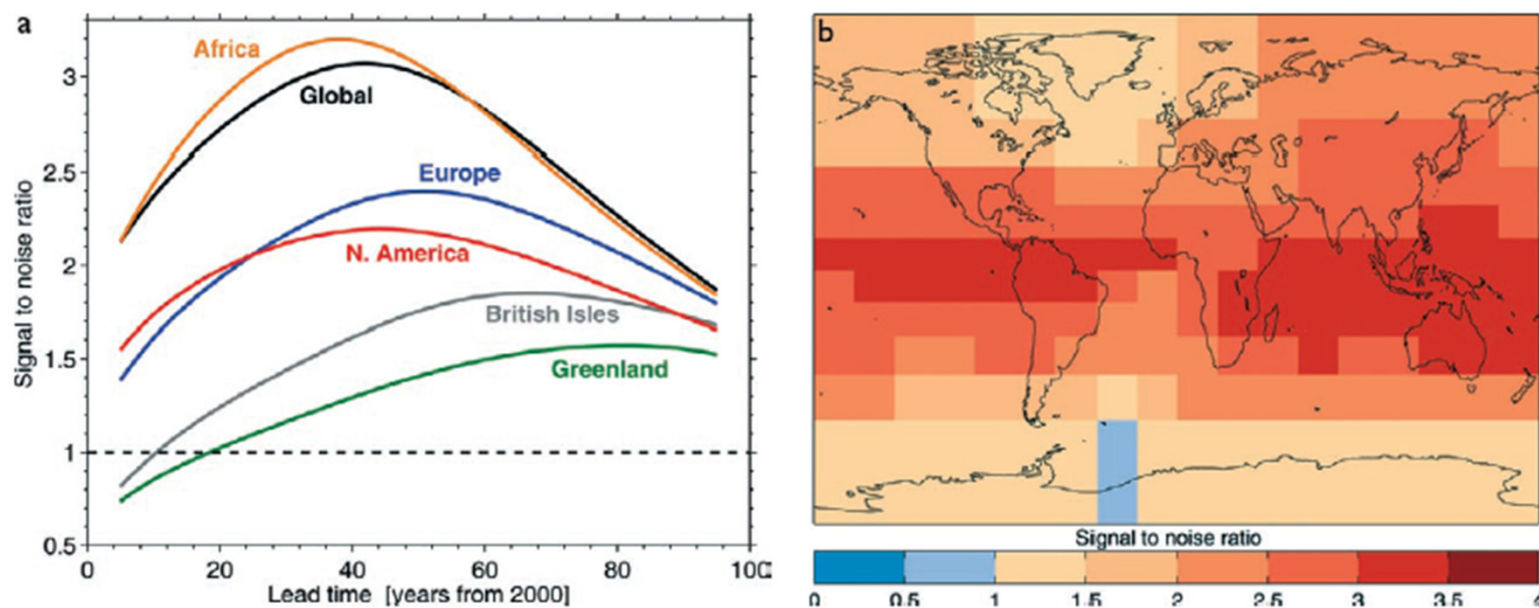 a
Africa
Global
Europe
N. America
British Isles
Greenland
3
2.5
2
1.5
1
0.5
Signal to noise ratio
0 20 40 60 80 100
Lead time [years from 2000]
b
Signal to noise ratio
0 0.5 1 1.5 2 2.5 3 3.5